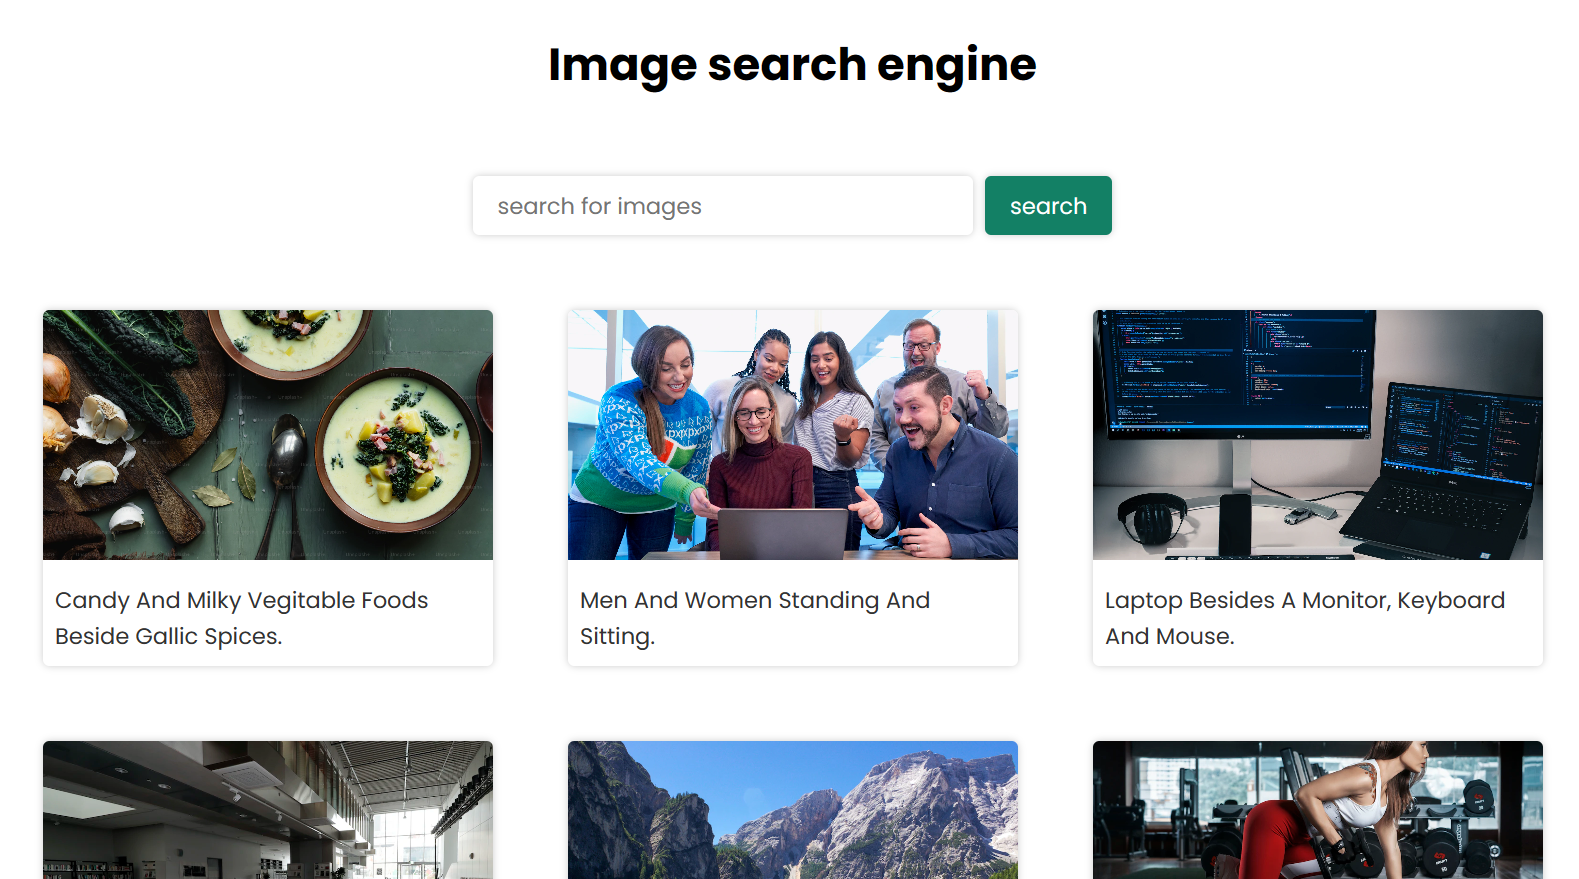 Image search engine
search for images
search
Candy And Milky Vegitable Foods
Beside Gallic Spices.
Men And Women Standing And
Sitting.
Laptop Besides A Monitor, Keyboard
And Mouse.